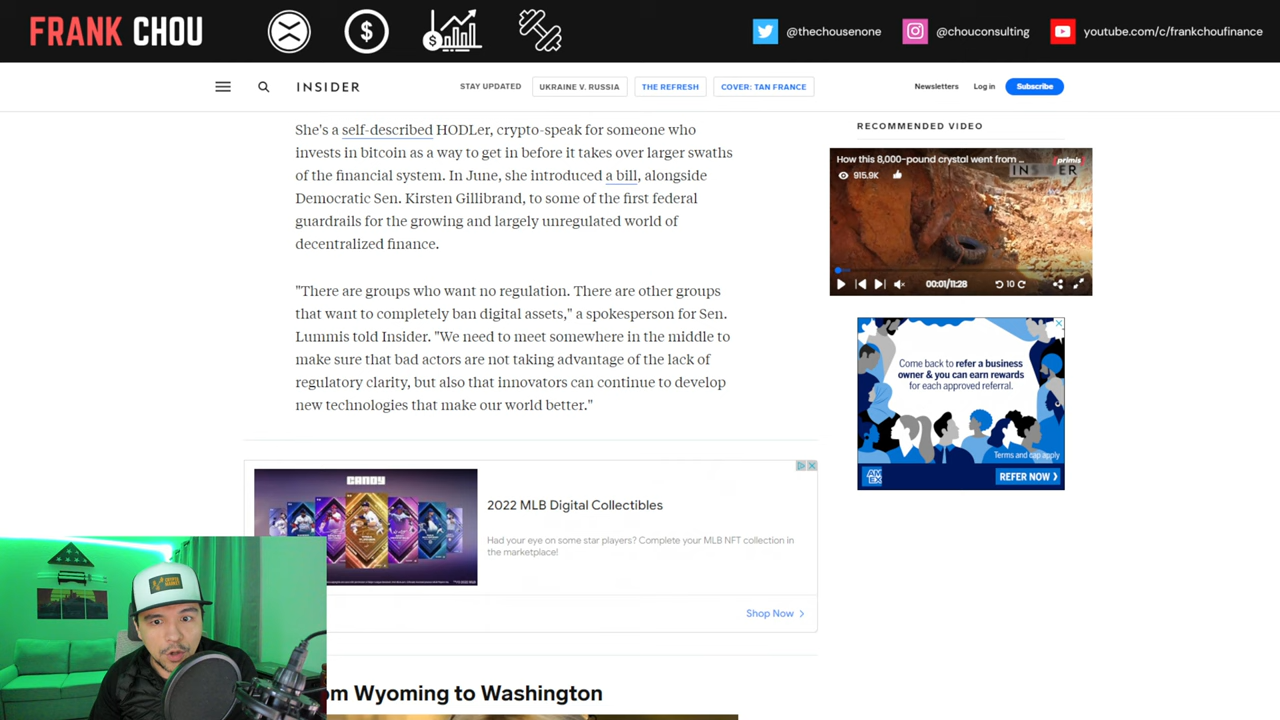 FRANK CHOU
@thechousenone
@chouconsulting
youtube.com/c/frankchoufinance
INSIDER
STAY UPDATED
UKRAINE V. RUSSIA
THE REFRESH
COVER: TAN FRANCE
Newsletters
Log in
Subscribe
She's a self-described HODLer, crypto-speak for someone who
invests in bitcoin as a way to get in before it takes over larger swaths
of the financial system. In June, she introduced a bill, alongside
Democratic Sen. Kirsten Gillibrand, to some of the first federal
guardrails for the growing and largely unregulated world of
decentralized finance.
"There are groups who want no regulation. There are other groups
that want to completely ban digital assets," a spokesperson for Sen.
Lummis told Insider. "We need to meet somewhere in the middle to
make sure that bad actors are not taking advantage of the lack of
regulatory clarity, but also that innovators can continue to develop
new technologies that make our world better."
RECOMMENDED VIDEO
How this 8,000-pound crystal went from ...
primis
INSIDER
915.9K
00:01/11:28
10
Come back to refer a business
owner & you can earn rewards
for each approved referral.
Terms and cap apply
AM
EX
REFER NOW
CANDY
2022 MLB Digital Collectibles
Had your eye on some star players? Complete your MLB NFT collection in
the marketplace!
Shop Now
om Wyoming to Washington